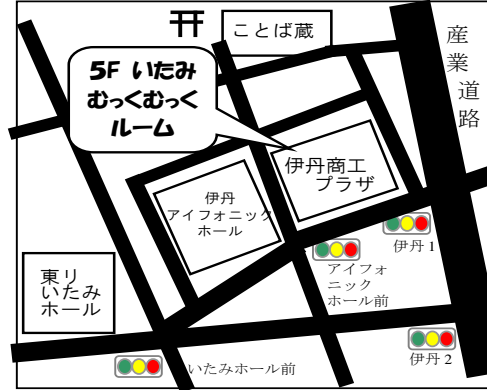 ことば蔵
産業道路
5F いたみ
むっくむっく
ルーム
伊丹商工
プラザ
伊丹
アイフォニック
ホール
伊丹1
アイフォ
ニック
ホール前
東リ
いたみ
ホール
伊丹2
いたみホール前